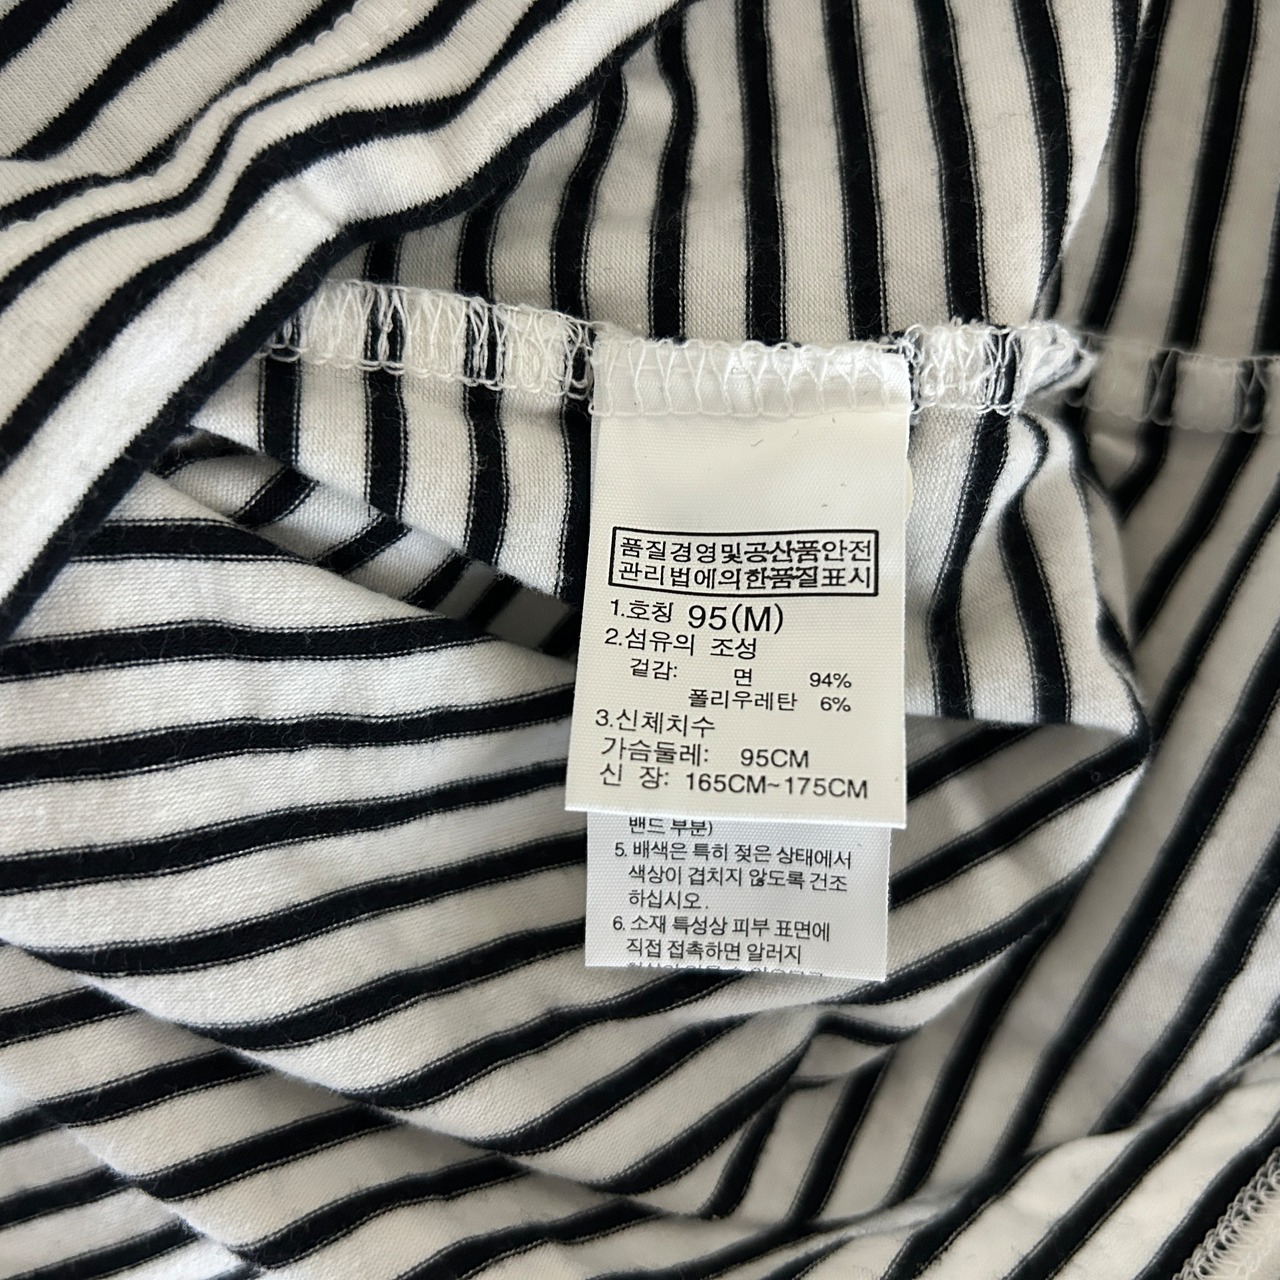 품질경영및공산품안전
관리법에의한품질표시
1.호칭 95(M)
2.섬유의 조성
겉감: 면 94%
폴리우레탄 6%
3.신체치수
가슴둘레: 95CM
신 장: 165CM~175CM
밴드 부분)
5. 배색은 특히 젖은 상태에서
색상이 겹치지 않도록 건조
하십시오.
6. 소재 특성상 피부 표면에
직접 접촉하면 알러지